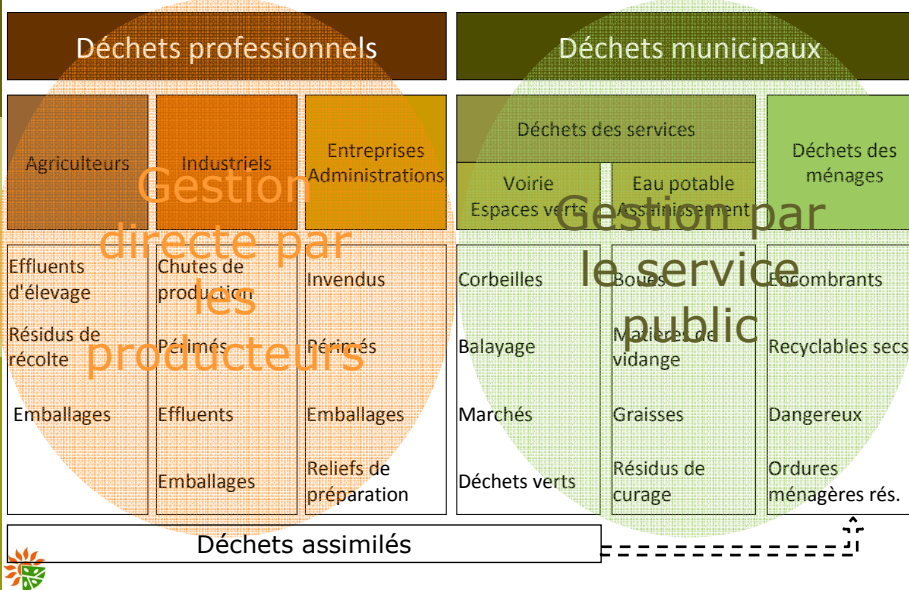 Déchets professionnels
Déchets municipaux
Agriculteurs
Industriels
Entreprises
Administrations
Déchets des services
Voirie
Espaces verts
Eau potable
Assainissement
Déchets des
ménages
Gestion
directe par
les
producteurs
Gestion par
le service
public
Effluents
d'élevage
Résidus de
récolte
Emballages
Chutes de
production
Périmés
Effluents
Emballages
Invendus
Périmés
Emballages
Reliefs de
préparation
Corbeilles
Balayage
Marchés
Déchets verts
Boues
Matières de
vidange
Graisses
Résidus de
curage
Encombrants
Recyclables secs
Dangereux
Ordures
ménagères rés.
Déchets assimilés